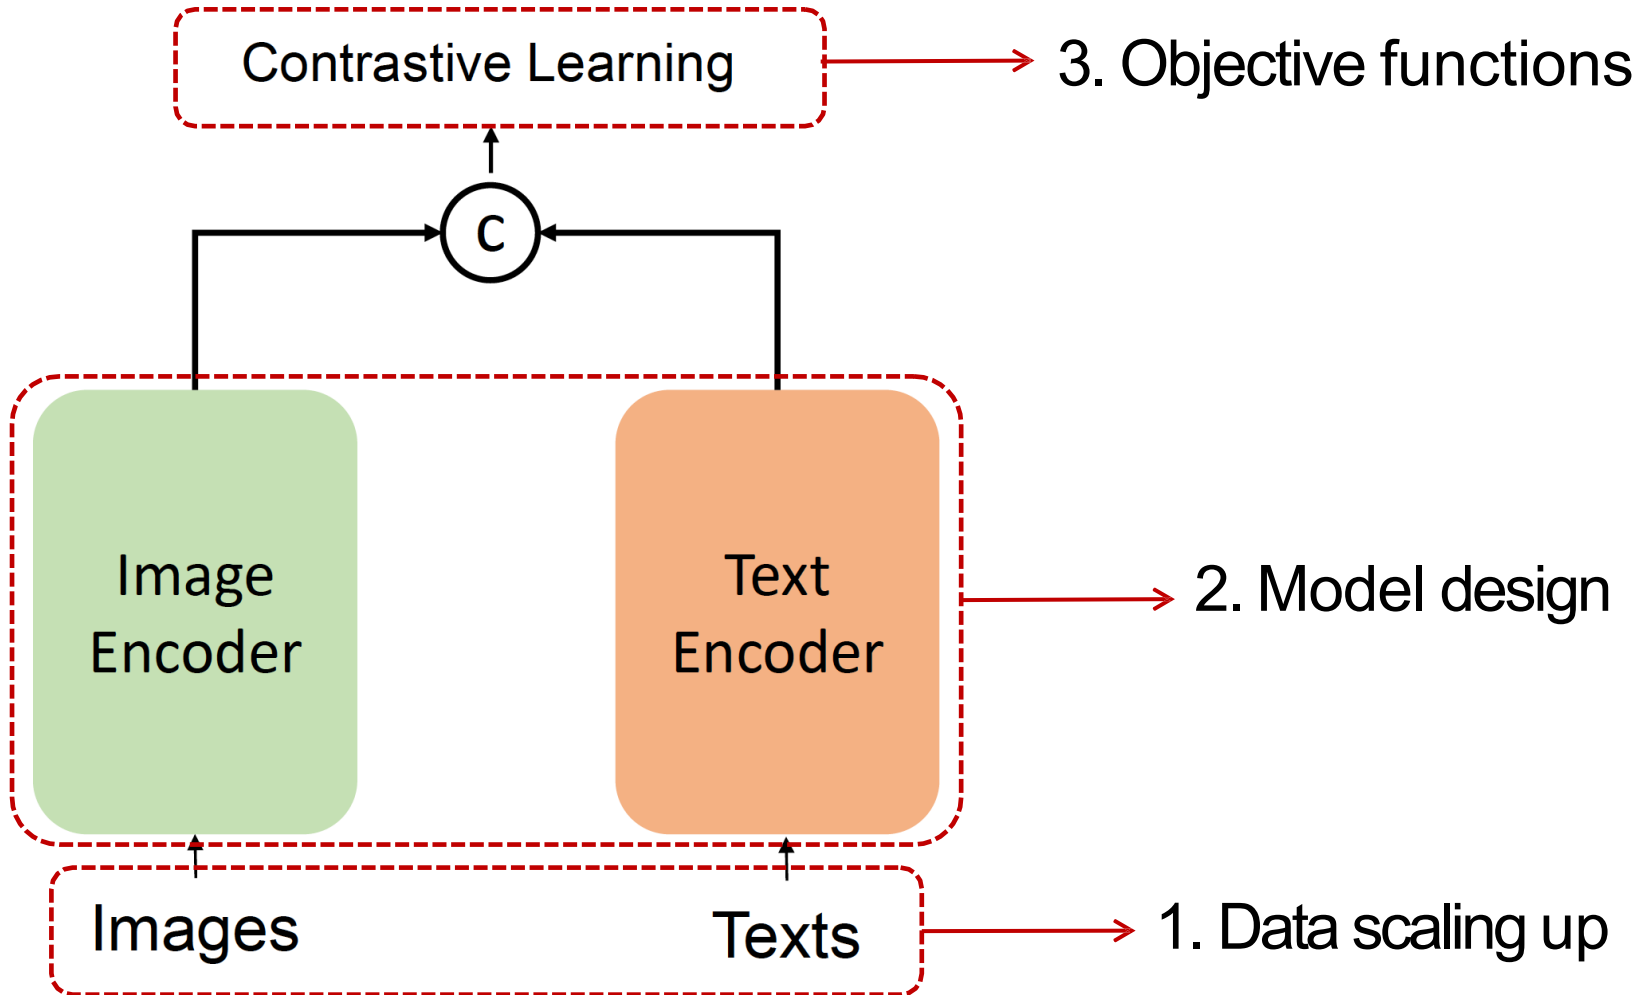 Contrastive Learning
3. Objective functions
C
Image
Encoder
Text
Encoder
2. Model design
Images
Texts
1. Data scaling up